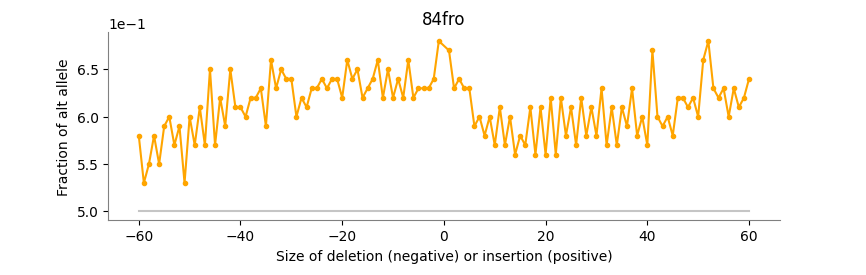 84fro
1e−1
6.5
6.0
5.5
5.0
Fraction of alt allele
−60 −40 −20 0 20 40 60
Size of deletion (negative) or insertion (positive)